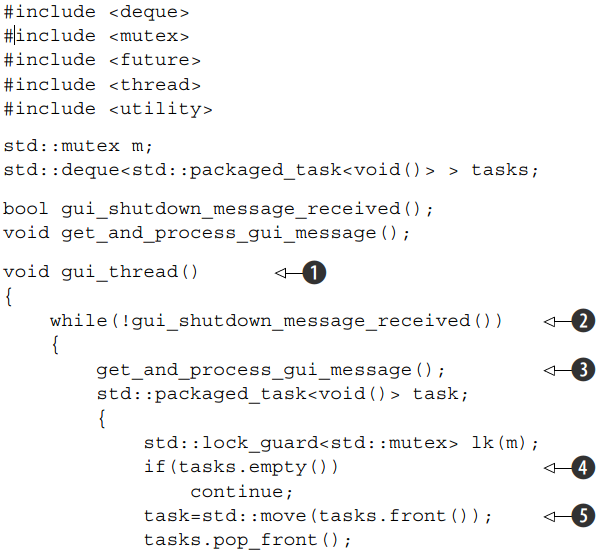 #include <deque>
#include <mutex>
#include <future>
#include <thread>
#include <utility>
std::mutex m;
std::deque<std::packaged_task<void()> > tasks;
bool gui_shutdown_message_received();
void get_and_process_gui_message();
void gui_thread() 1
{
while(!gui_shutdown_message_received()) 2
{
get_and_process_gui_message(); 3
std::packaged_task<void()> task;
{
std::lock_guard<std::mutex> lk(m);
if(tasks.empty()) 4
continue;
task=std::move(tasks.front()); 5
tasks.pop_front();